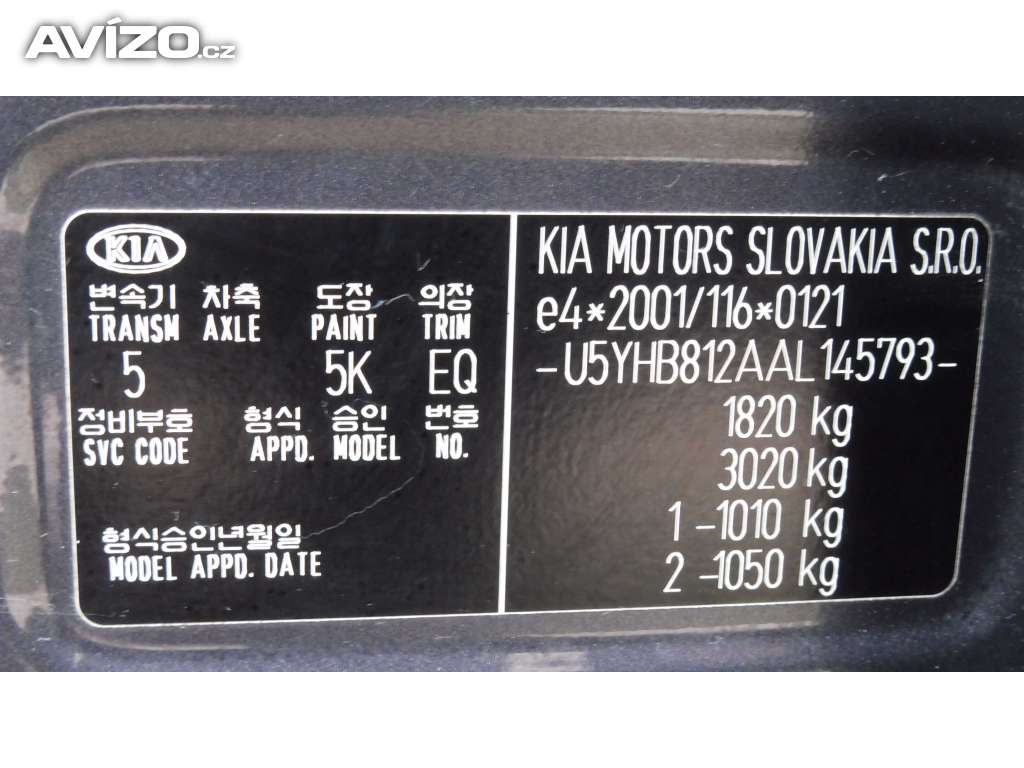 AVÍZO.cz
KIA
변속기 차축 도장 의장
TRANSM AXLE PAINT TRIM
5 5K EQ
정비부호 형식 승인 번호
SVC CODE APPD. MODEL NO.
형식승인년월일
MODEL APPD. DATE
KIA MOTORS SLOVAKIA S.R.O.
e4*2001/116*0121
-U5YHB812AAL145793-
1820 kg
3020 kg
1 -1010 kg
2 -1050 kg